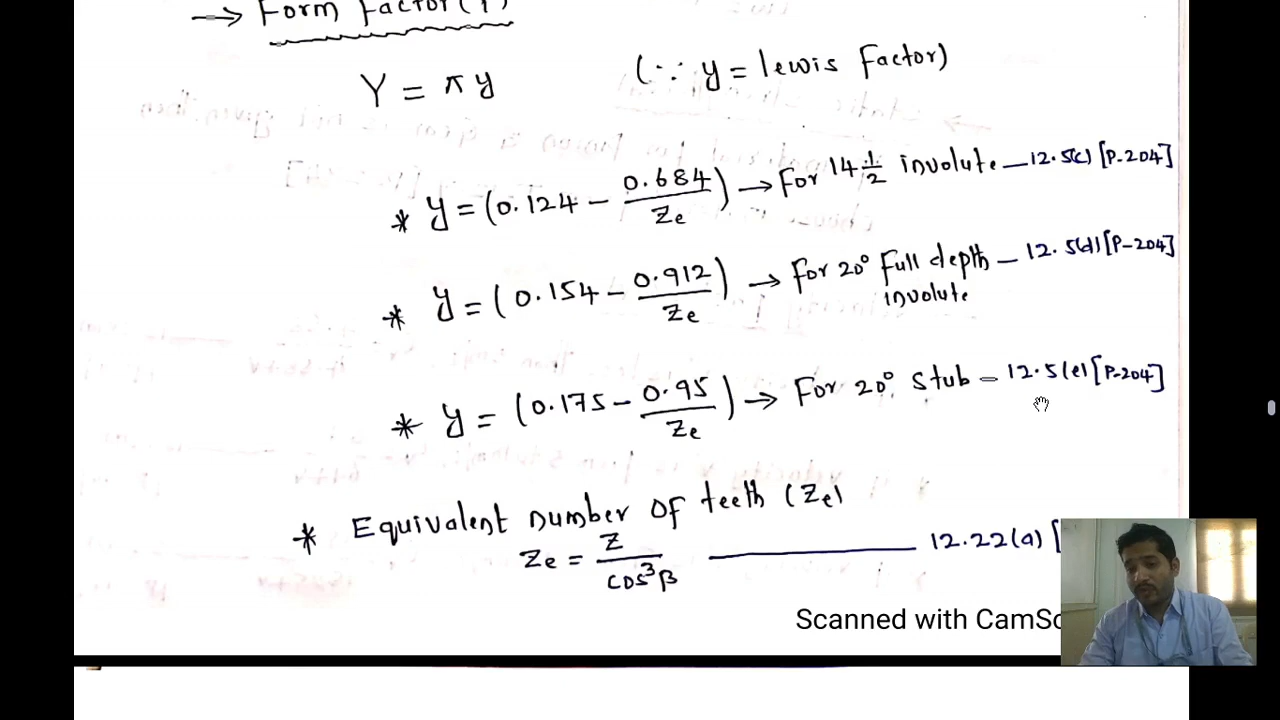 → Form Factor (Y)
Y = πy (∵ y = lewis Factor)
* y = (0.124 - 0.684/Ze) → For 14 1/2 involute - 12.5(c) [P-204]
* y = (0.154 - 0.912/Ze) → For 20° Full depth involute - 12.5(d) [P-204]
* y = (0.175 - 0.95/Ze) → For 20° stub - 12.5(e) [P-204]
* Equivalent number of teeth (Ze)
Ze = Z/cos³β ——— 12.22(a) [
Scanned with CamSc